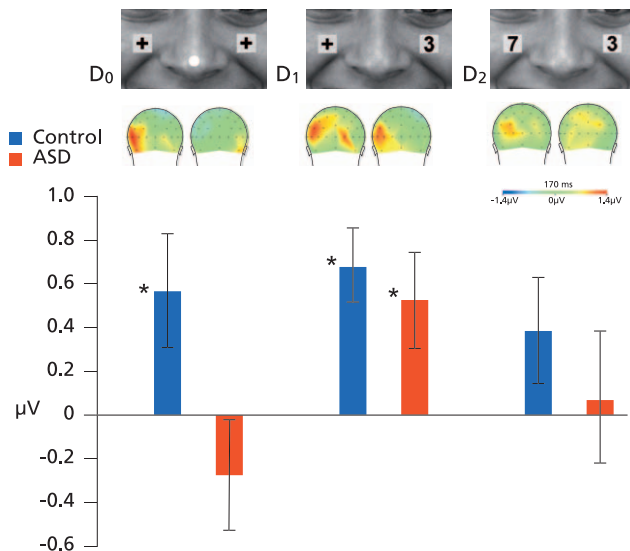 + +
D0
+ 3
D1
7 3
D2
Control
ASD
170 ms
-1.4μV 0μV 1.4μV
1.0
0.8
0.6
0.4
0.2
μV 0
-0.2
-0.4
-0.6
*
*
*